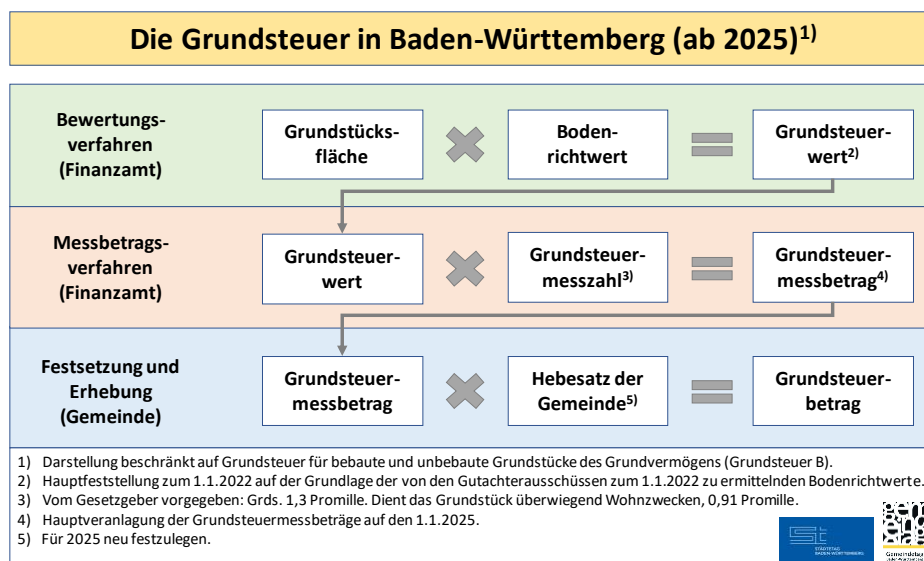 Die Grundsteuer in Baden-Württemberg (ab 2025)1)
Bewertungs-
verfahren
(Finanzamt)
Grundstücks-
fläche
Boden-
richtwert
Grundsteuer-
wert2)
Messbetrags-
verfahren
(Finanzamt)
Grundsteuer-
wert
Grundsteuer-
messzahl3)
Grundsteuer-
messbetrag4)
Festsetzung und
Erhebung
(Gemeinde)
Grundsteuer-
messbetrag
Hebesatz der
Gemeinde5)
Grundsteuer-
betrag
1) Darstellung beschränkt auf Grundsteuer für bebaute und unbebaute Grundstücke des Grundvermögens (Grundsteuer B).
2) Hauptfeststellung zum 1.1.2022 auf der Grundlage der von den Gutachterausschüssen zum 1.1.2022 zu ermittelnden Bodenrichtwerte.
3) Vom Gesetzgeber vorgegeben: Grds. 1,3 Promille. Dient das Grundstück überwiegend Wohnzwecken, 0,91 Promille.
4) Hauptveranlagung der Grundsteuermessbeträge auf den 1.1.2025.
5) Für 2025 neu festzulegen.
STÄDTETAG
BADEN-WÜRTTEMBERG
Gemeindetag